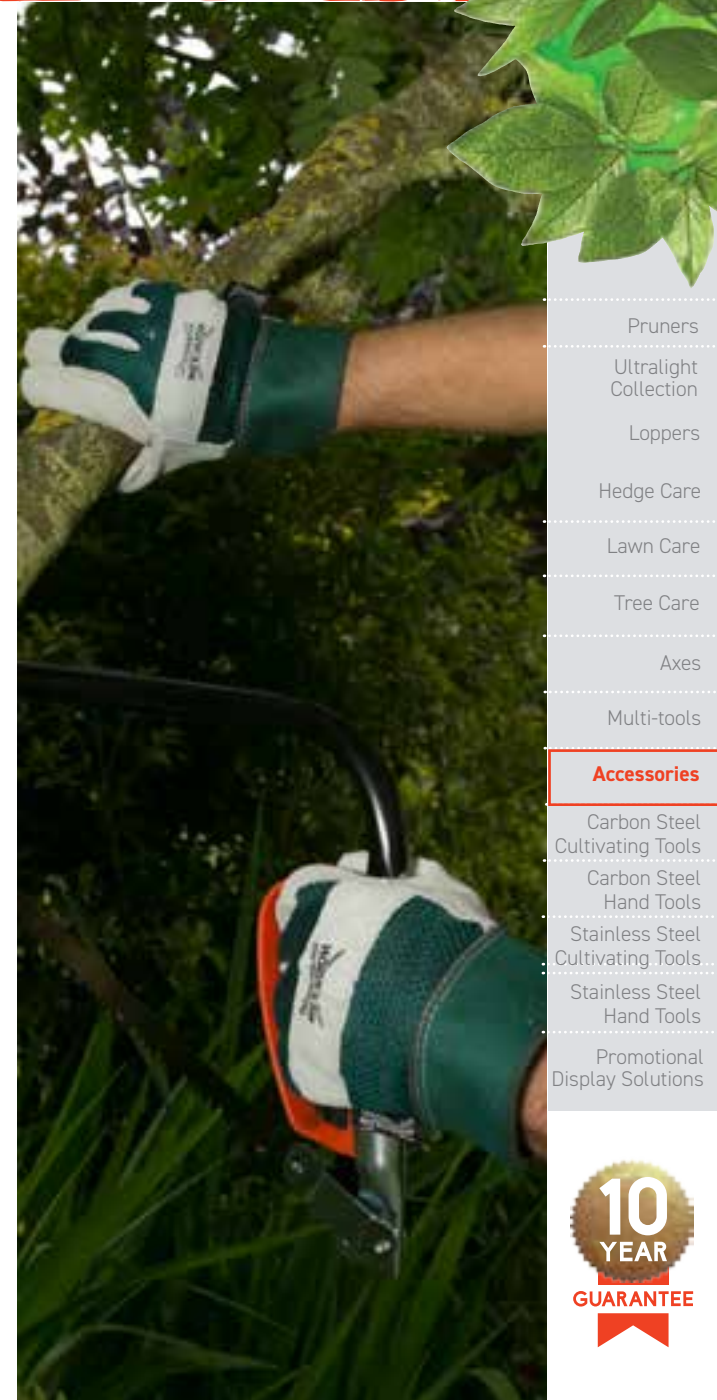 Pruners
Ultralight
Collection
Loppers
Hedge Care
Lawn Care
Tree Care
Axes
Multi-tools
Accessories
Carbon Steel
Cultivating Tools
Carbon Steel
Hand Tools
Stainless Steel
Cultivating Tools
Stainless Steel
Hand Tools
Promotional
Display Solutions
10
YEAR
GUARANTEE